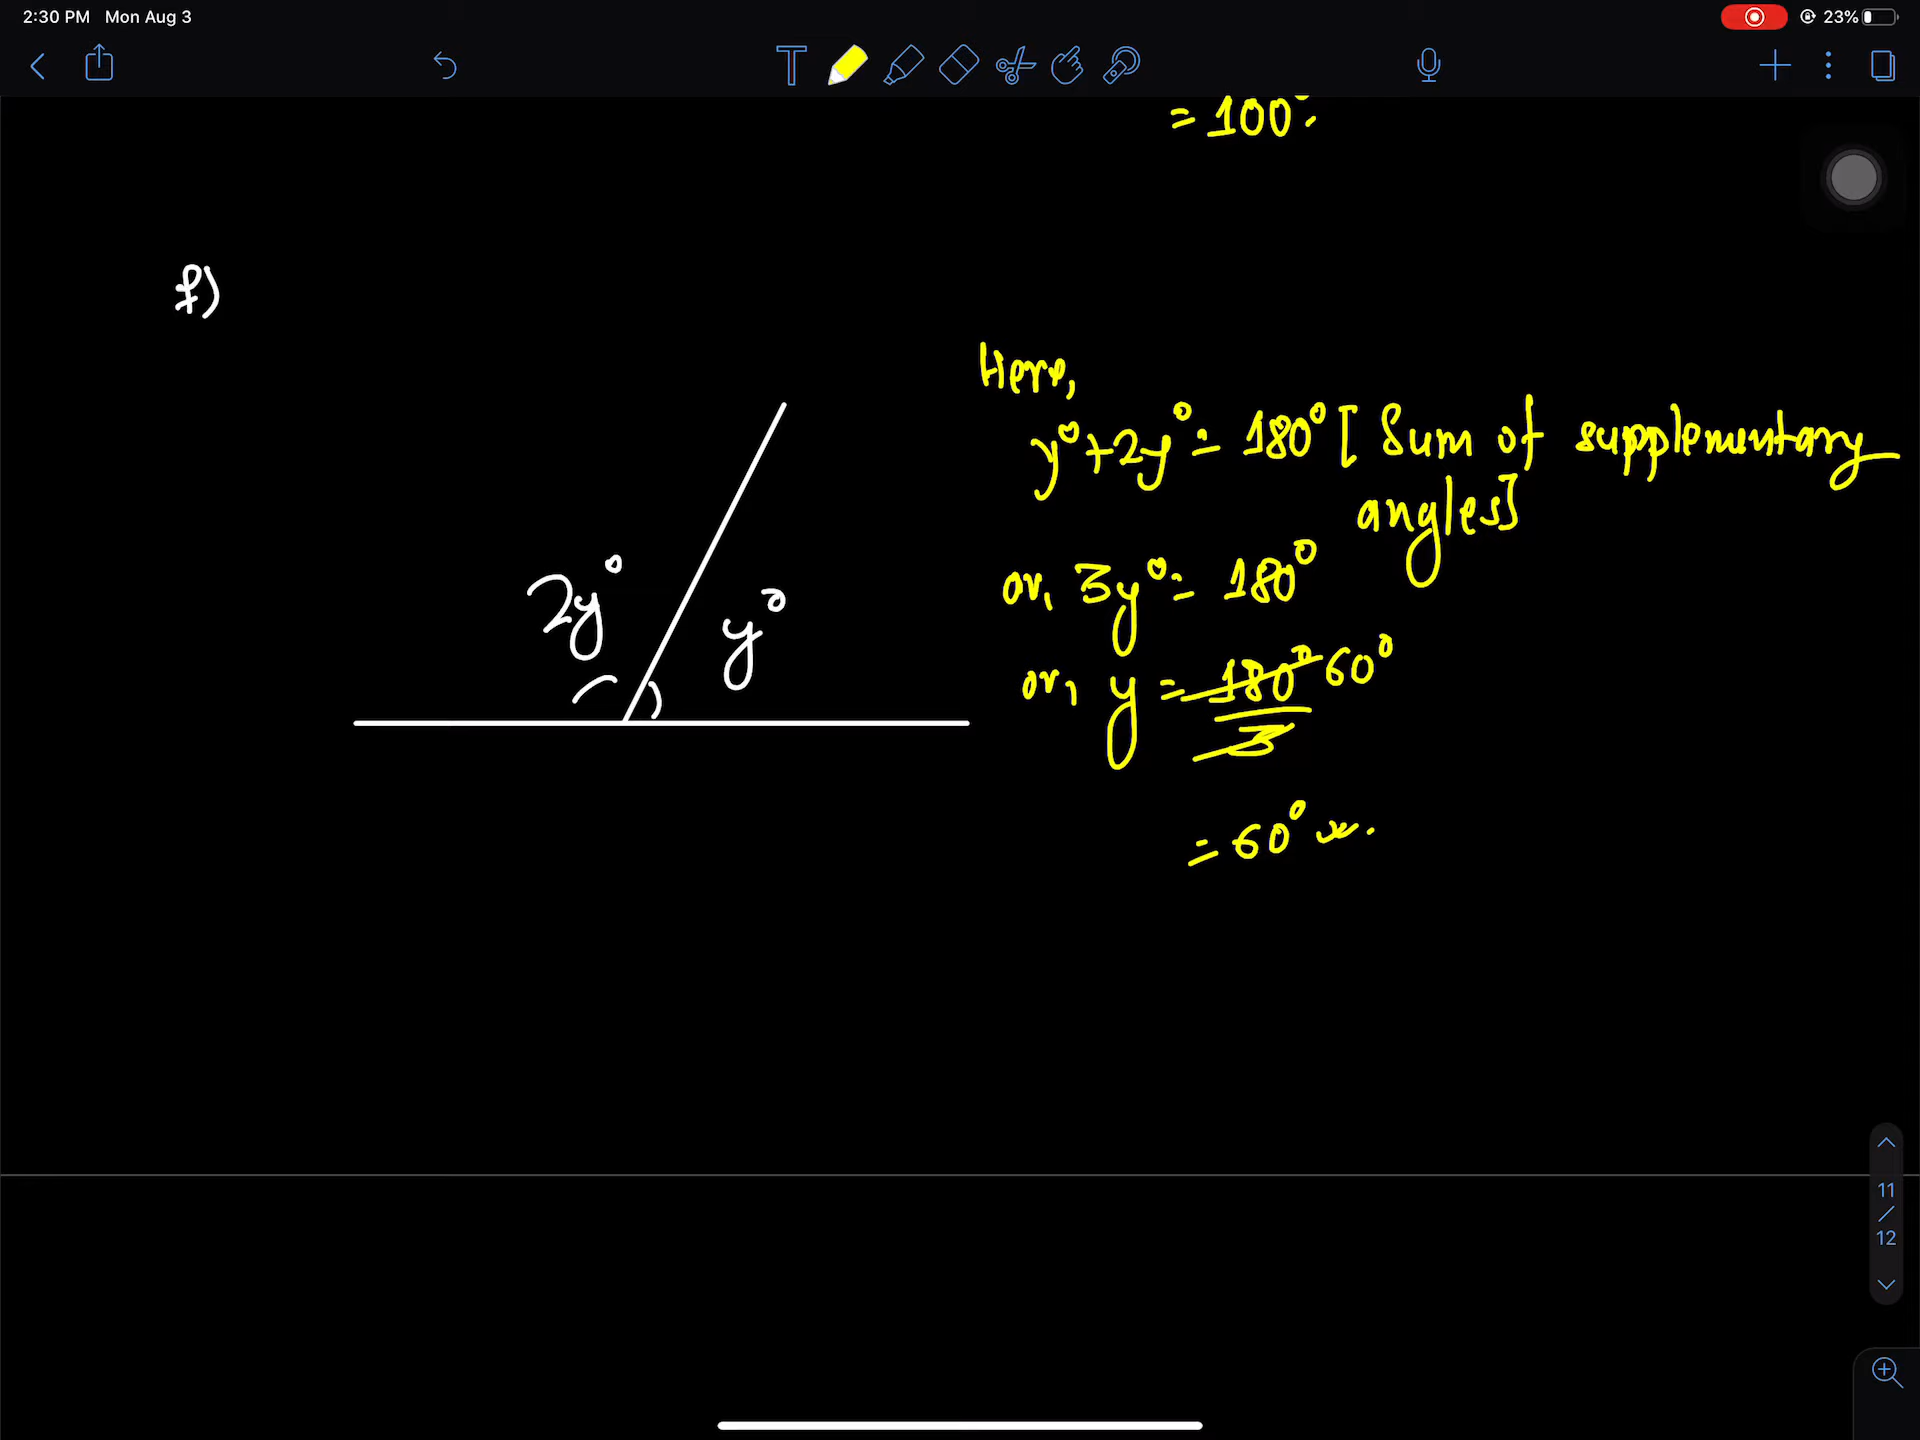 2:30 PM Mon Aug 3
23%
= 100°.
f)
Here,
y° + 2y° = 180° [ Sum of supplementary
angles]
2y°
y°
or, 3y° = 180°
or, y = 180° 60°
3
= 60°
11
/
12